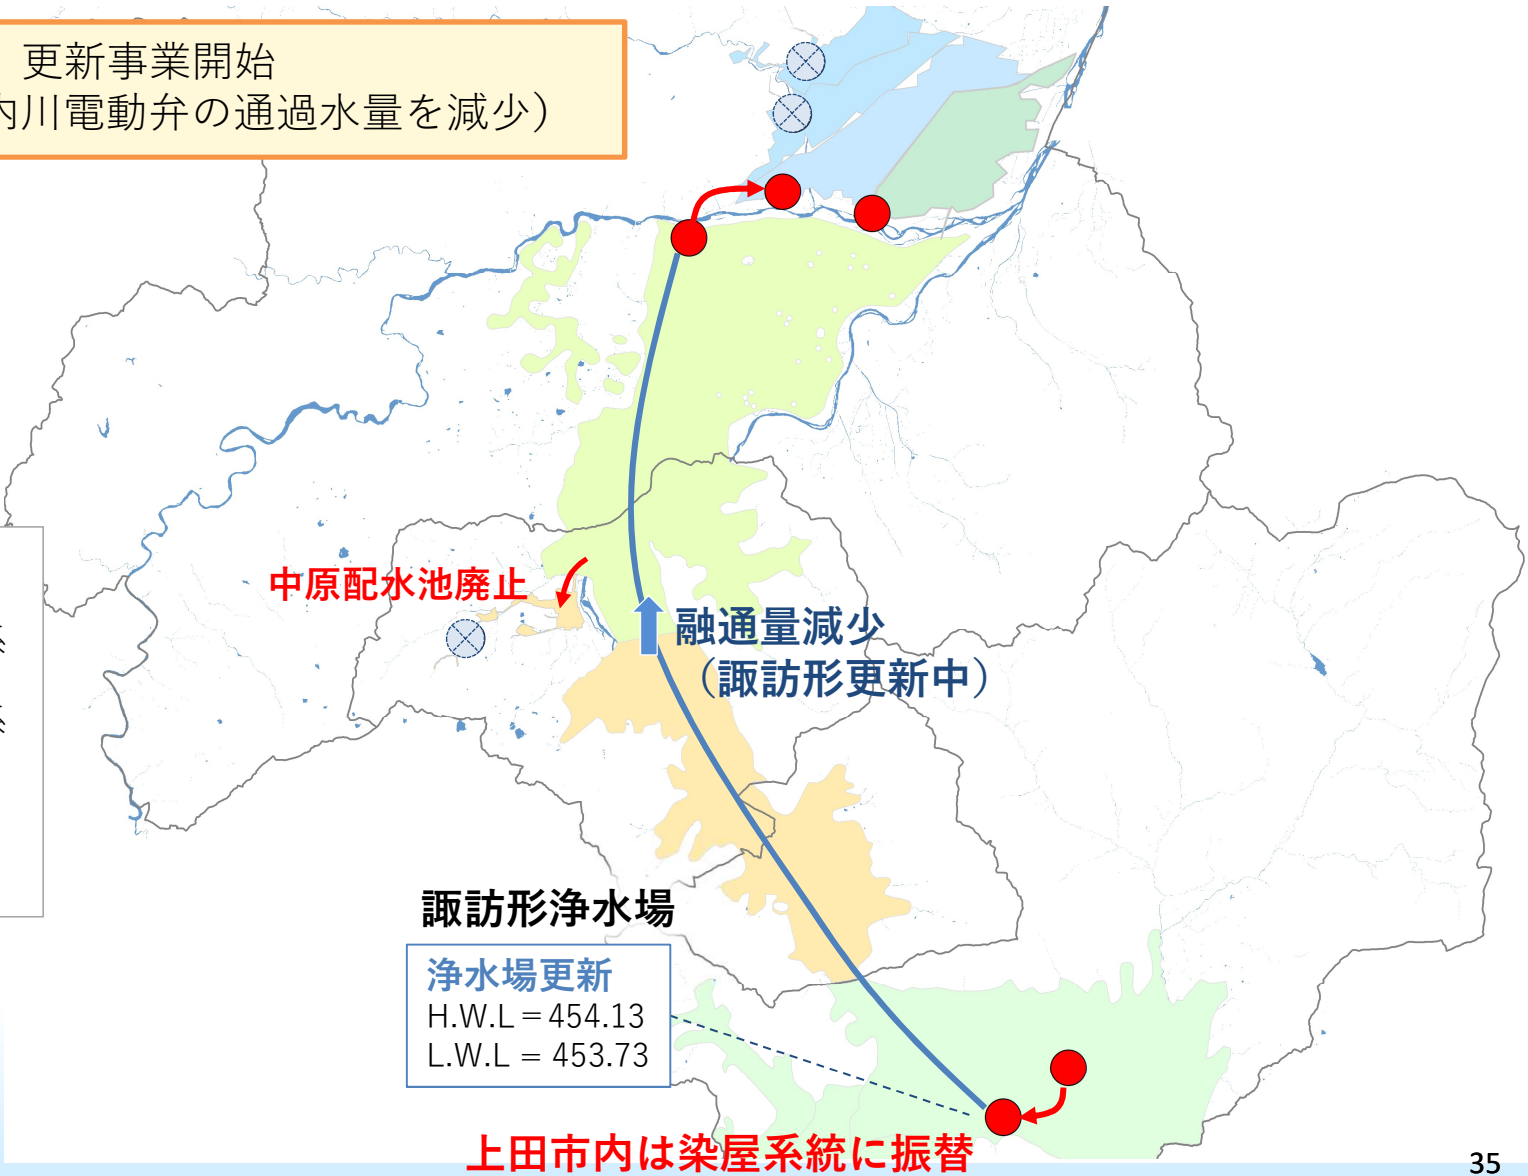 更新事業開始
内川電動弁の通過水量を減少）
中原配水池廃止
融通量減少
（諏訪形更新中）
諏訪形浄水場
浄水場更新
H.W.L＝454.13
L.W.L ＝ 453.73
上田市内は染屋系統に振替
35